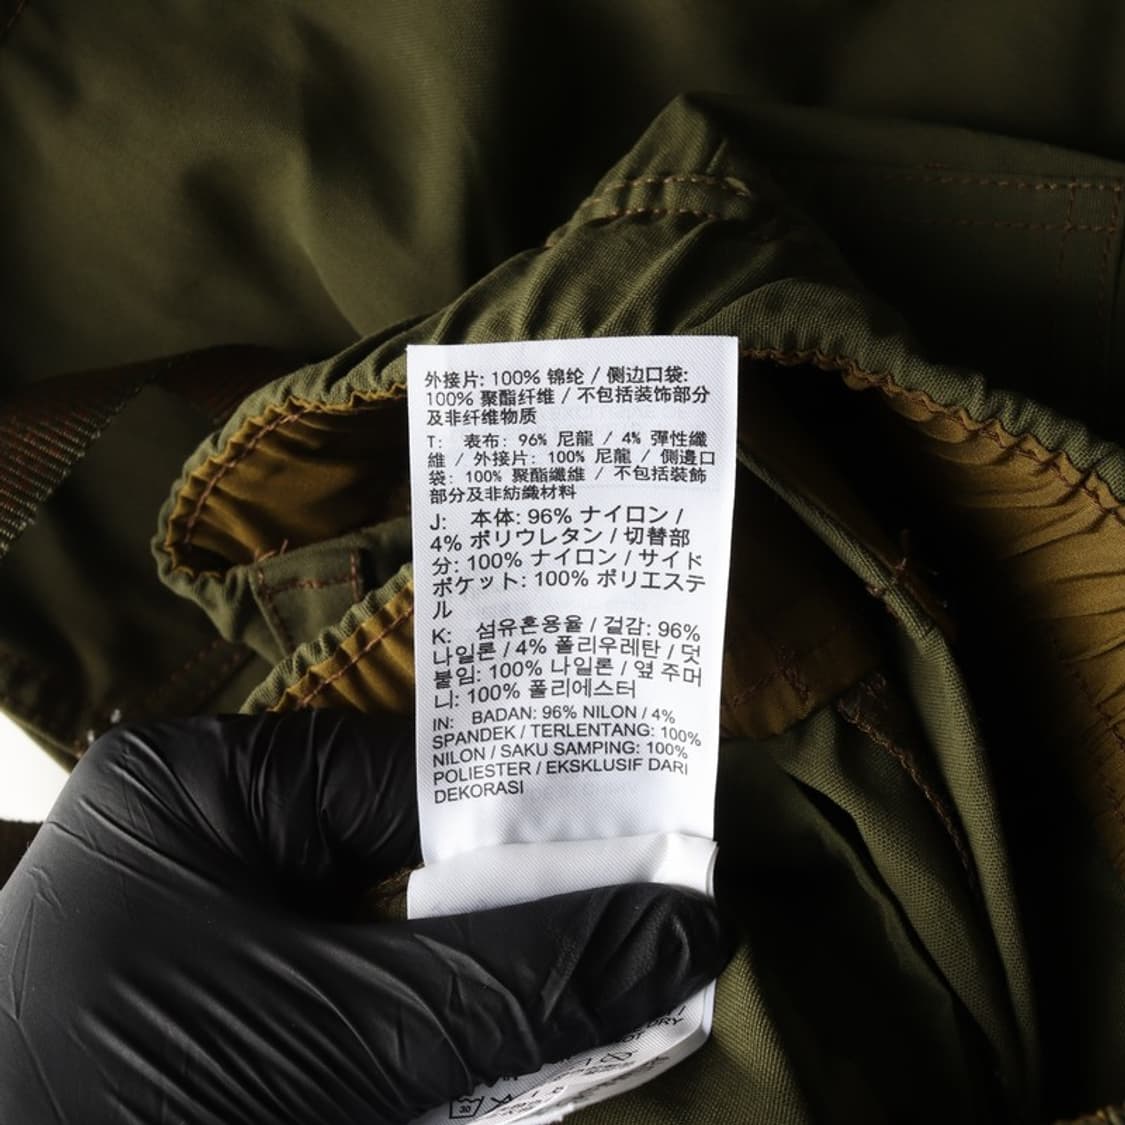 外接片: 100% 锦纶 / 侧边口袋:
100% 聚酯纤维 / 不包括装饰部分
及非纤维物质
T: 表布: 96% 尼龍 / 4% 彈性纖
維 / 外接片: 100% 尼龍 / 側邊口
袋: 100% 聚酯纖維 / 不包括裝飾
部分及非紡織材料
J: 本体: 96% ナイロン /
4% ポリウレタン / 切替部
分: 100% ナイロン / サイド
ポケット: 100% ポリエステ
ル
K: 섬유혼용율 / 겉감: 96%
나일론 / 4% 폴리우레탄 / 덧
붙임: 100% 나일론 / 옆 주머
니: 100% 폴리에스터
IN: BADAN: 96% NILON / 4%
SPANDEK / TERLENTANG: 100%
NILON / SAKU SAMPING: 100%
POLIESTER / EKSKLUSIF DARI
DEKORASI
30